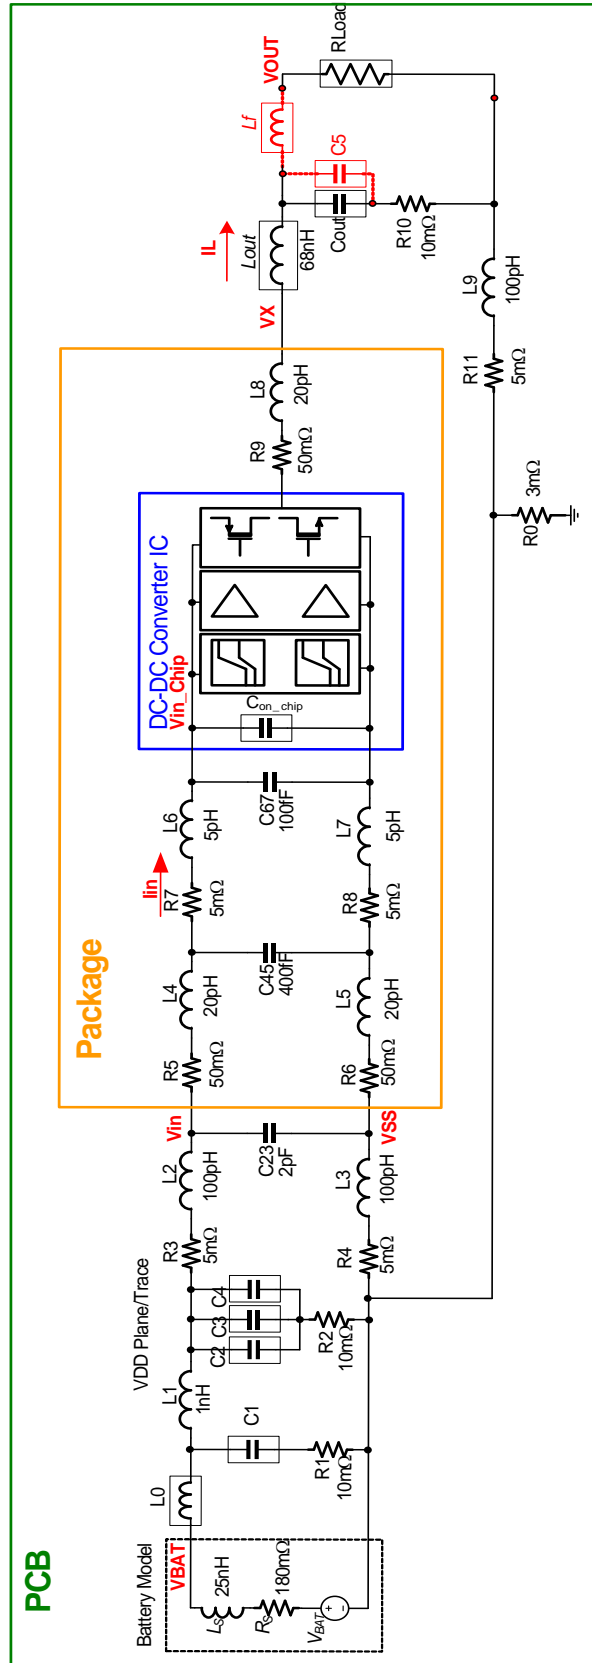 PCB
Battery Model
VBAT
LS
25nH
RS
180mΩ
VBAT
+
-
L0
C1
R1
10mΩ
L1
1nH
VDD Plane/Trace
C2
C3
C4
R2
10mΩ
R3
5mΩ
L2
100pH
R4
5mΩ
L3
100pH
Vin
C23
2pF
VSS
Package
R5
50mΩ
L4
20pH
R6
50mΩ
L5
20pH
C45
400fF
Iin
R7
5mΩ
L6
5pH
R8
5mΩ
L7
5pH
C67
100fF
DC-DC Converter IC
Vin_Chip
Con_chip
R9
50mΩ
L8
20pH
VX
IL
Lout
68nH
Cout
C5
R10
10mΩ
Lf
VOUT
RLoad
L9
100pH
R11
5mΩ
R0
3mΩ